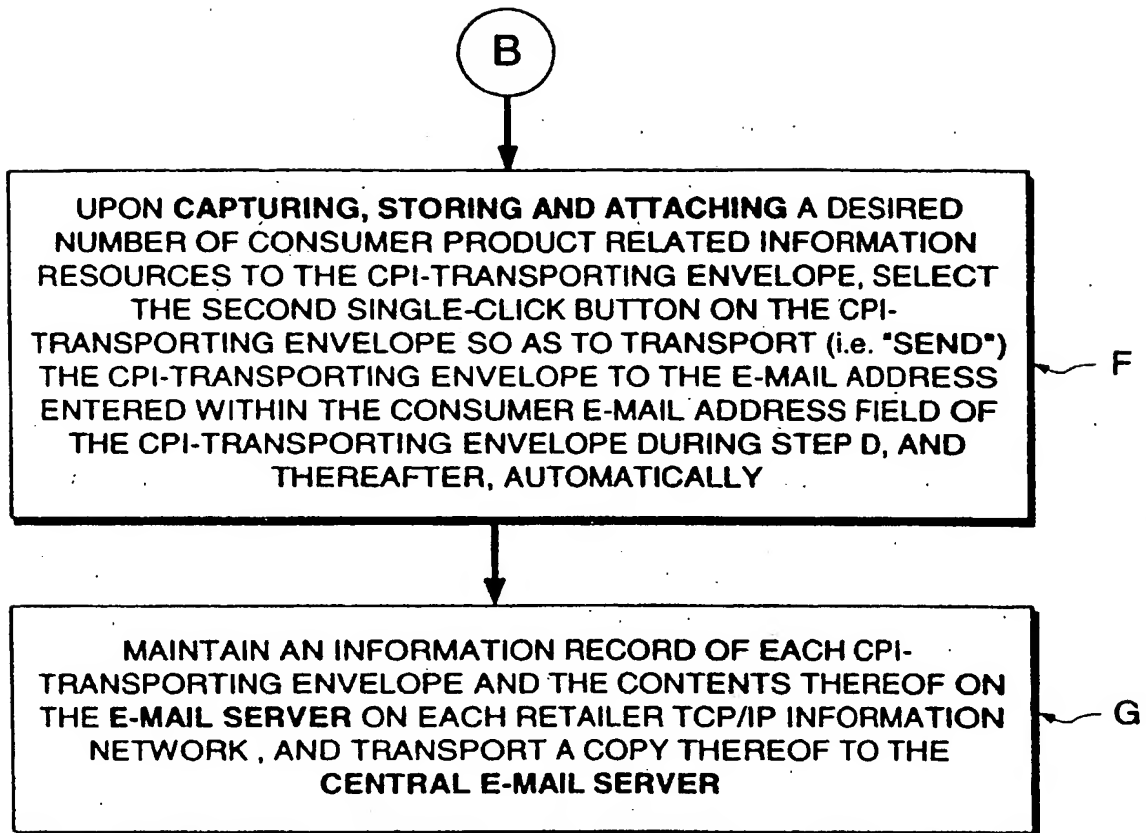 B
UPON CAPTURING, STORING AND ATTACHING A DESIRED
NUMBER OF CONSUMER PRODUCT RELATED INFORMATION
RESOURCES TO THE CPI-TRANSPORTING ENVELOPE, SELECT
THE SECOND SINGLE-CLICK BUTTON ON THE CPI-
TRANSPORTING ENVELOPE SO AS TO TRANSPORT (i.e. "SEND")
THE CPI-TRANSPORTING ENVELOPE TO THE E-MAIL ADDRESS
ENTERED WITHIN THE CONSUMER E-MAIL ADDRESS FIELD OF
THE CPI-TRANSPORTING ENVELOPE DURING STEP D, AND
THEREAFTER, AUTOMATICALLY
F
MAINTAIN AN INFORMATION RECORD OF EACH CPI-
TRANSPORTING ENVELOPE AND THE CONTENTS THEREOF ON
THE E-MAIL SERVER ON EACH RETAILER TCP/IP INFORMATION
NETWORK , AND TRANSPORT A COPY THEREOF TO THE
CENTRAL E-MAIL SERVER
G